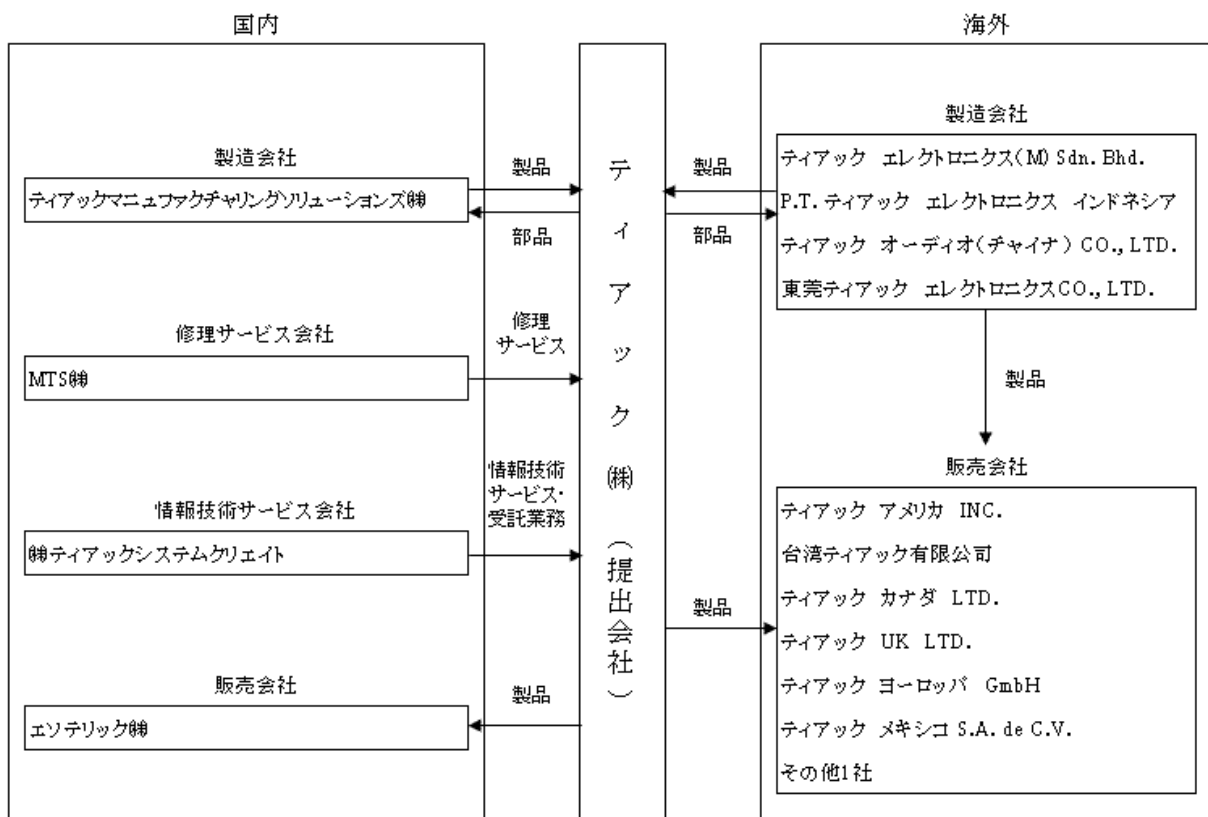 国内
海外
製造会社
ティアックマニュファクチャリングソリューションズ㈱
製品
部品
修理サービス会社
MTS㈱
修理
サービス
情報技術サービス会社
㈱ティアックシステムクリエイト
情報技術
サービス・
受託業務
販売会社
エソテリック㈱
製品
ティアック㈱(提出会社)
製品
部品
製造会社
ティアック エレクトロニクス(M) Sdn. Bhd.
P.T.ティアック エレクトロニクス インドネシア
ティアック オーディオ(チャイナ) CO., LTD.
東莞ティアック エレクトロニクスCO., LTD.
製品
製品
販売会社
ティアック アメリカ INC.
台湾ティアック有限公司
ティアック カナダ LTD.
ティアック UK LTD.
ティアック ヨーロッパ GmbH
ティアック メキシコ S.A. de C.V.
その他1社